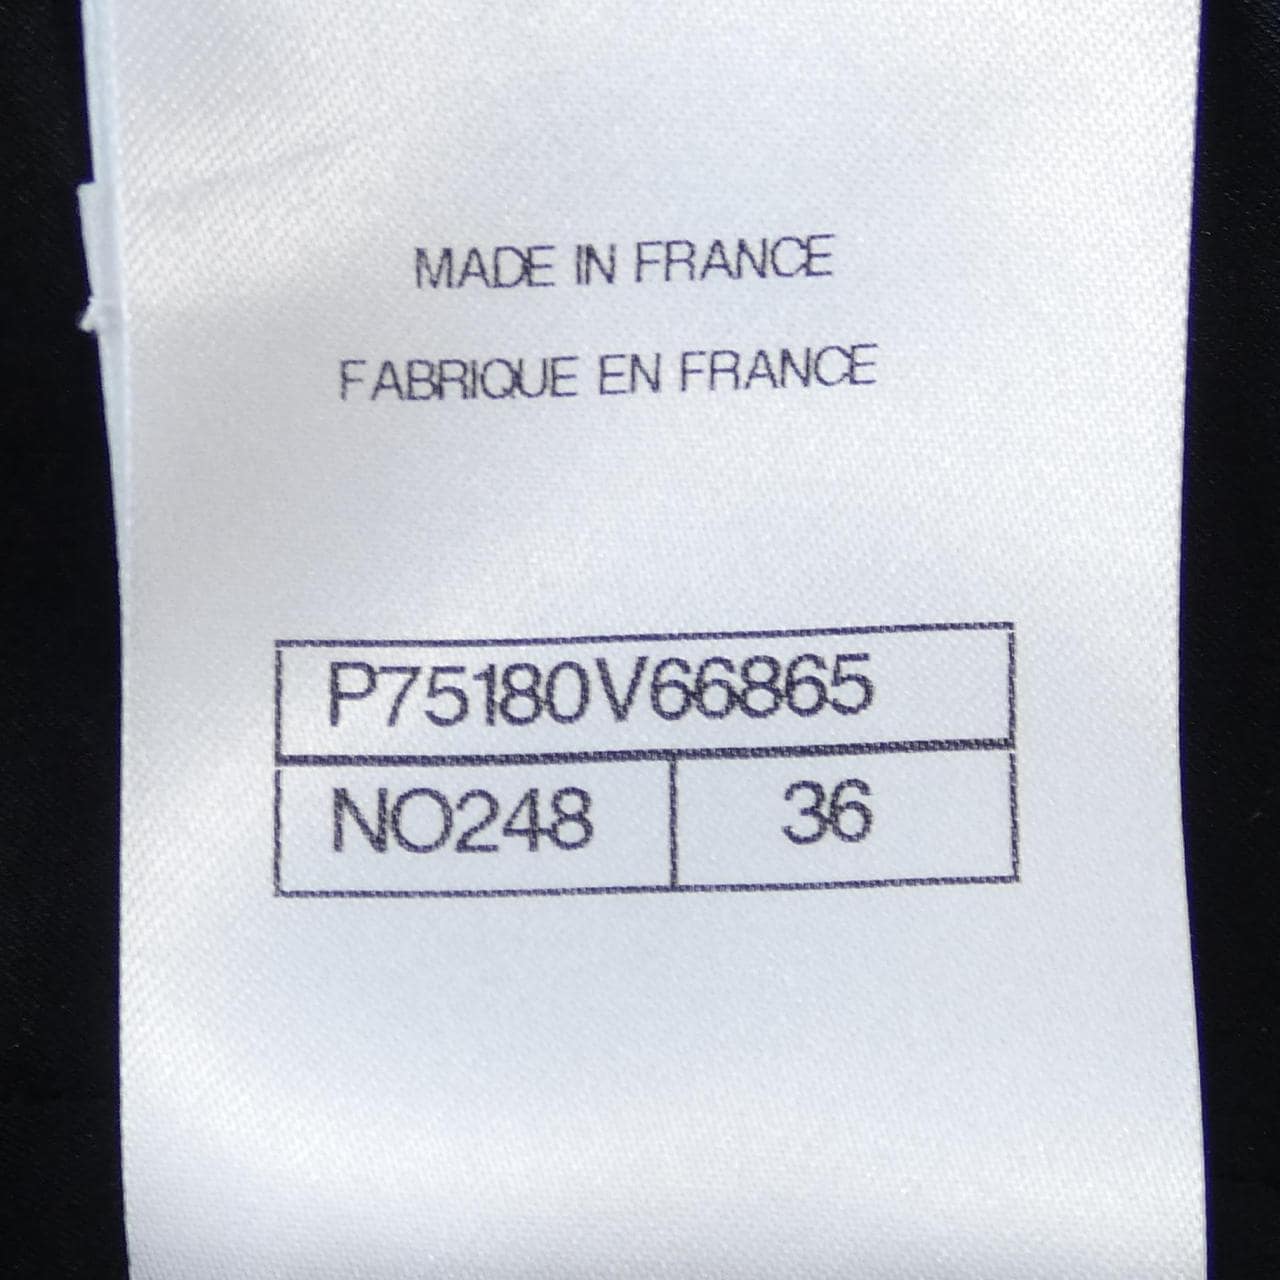 MADE IN FRANCE
FABRIQUE EN FRANCE
P75180V66865
NO248 36